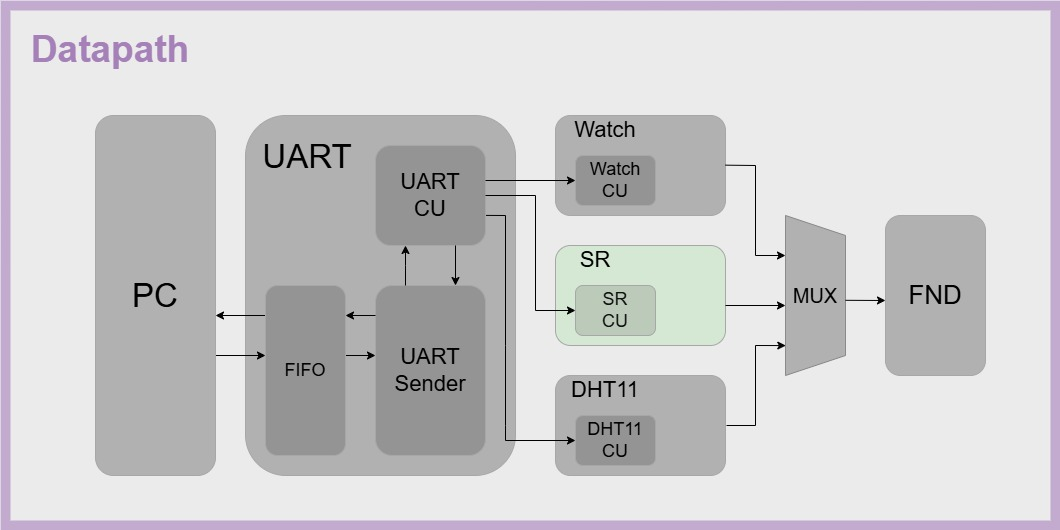 Datapath
PC
UART
UART
CU
FIFO
UART
Sender
Watch
Watch
CU
SR
SR
CU
DHT11
DHT11
CU
MUX
FND